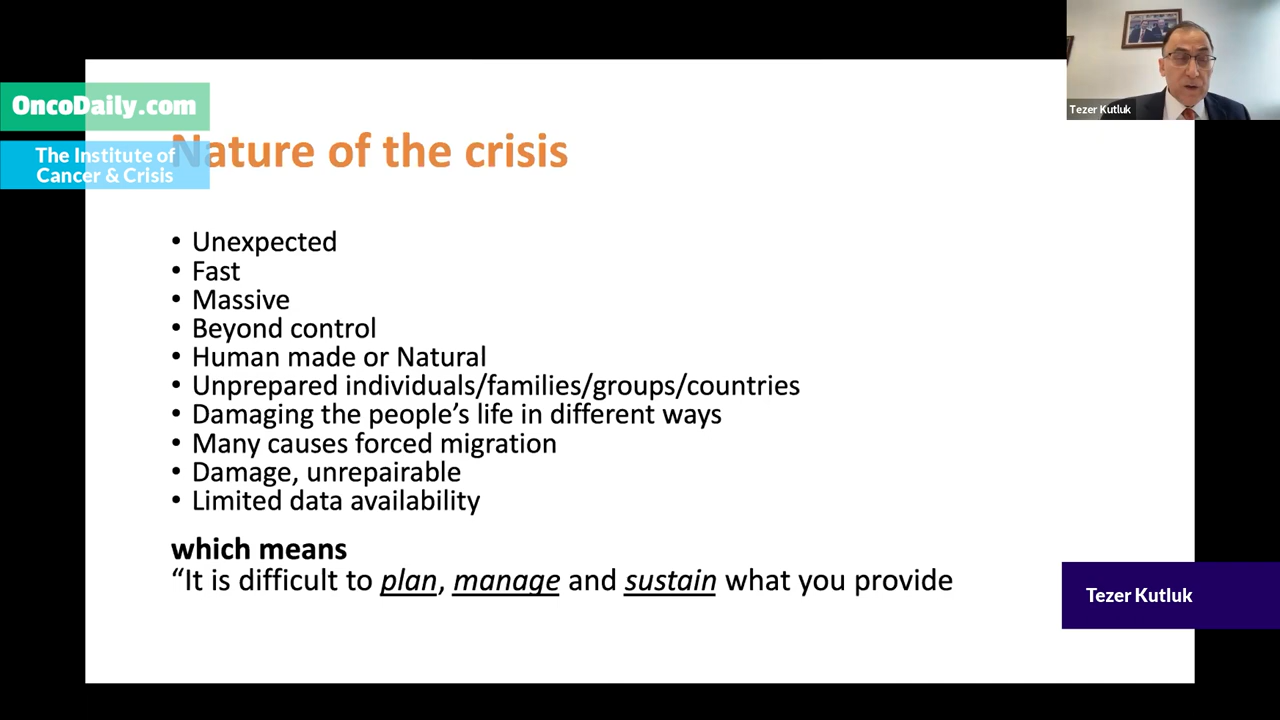 OncoDaily.com
The Institute of
Cancer & Crisis
Nature of the crisis
• Unexpected
• Fast
• Massive
• Beyond control
• Human made or Natural
• Unprepared individuals/families/groups/countries
• Damaging the people’s life in different ways
• Many causes forced migration
• Damage, unrepairable
• Limited data availability
which means
“It is difficult to plan, manage and sustain what you provide
Tezer Kutluk
Tezer Kutluk